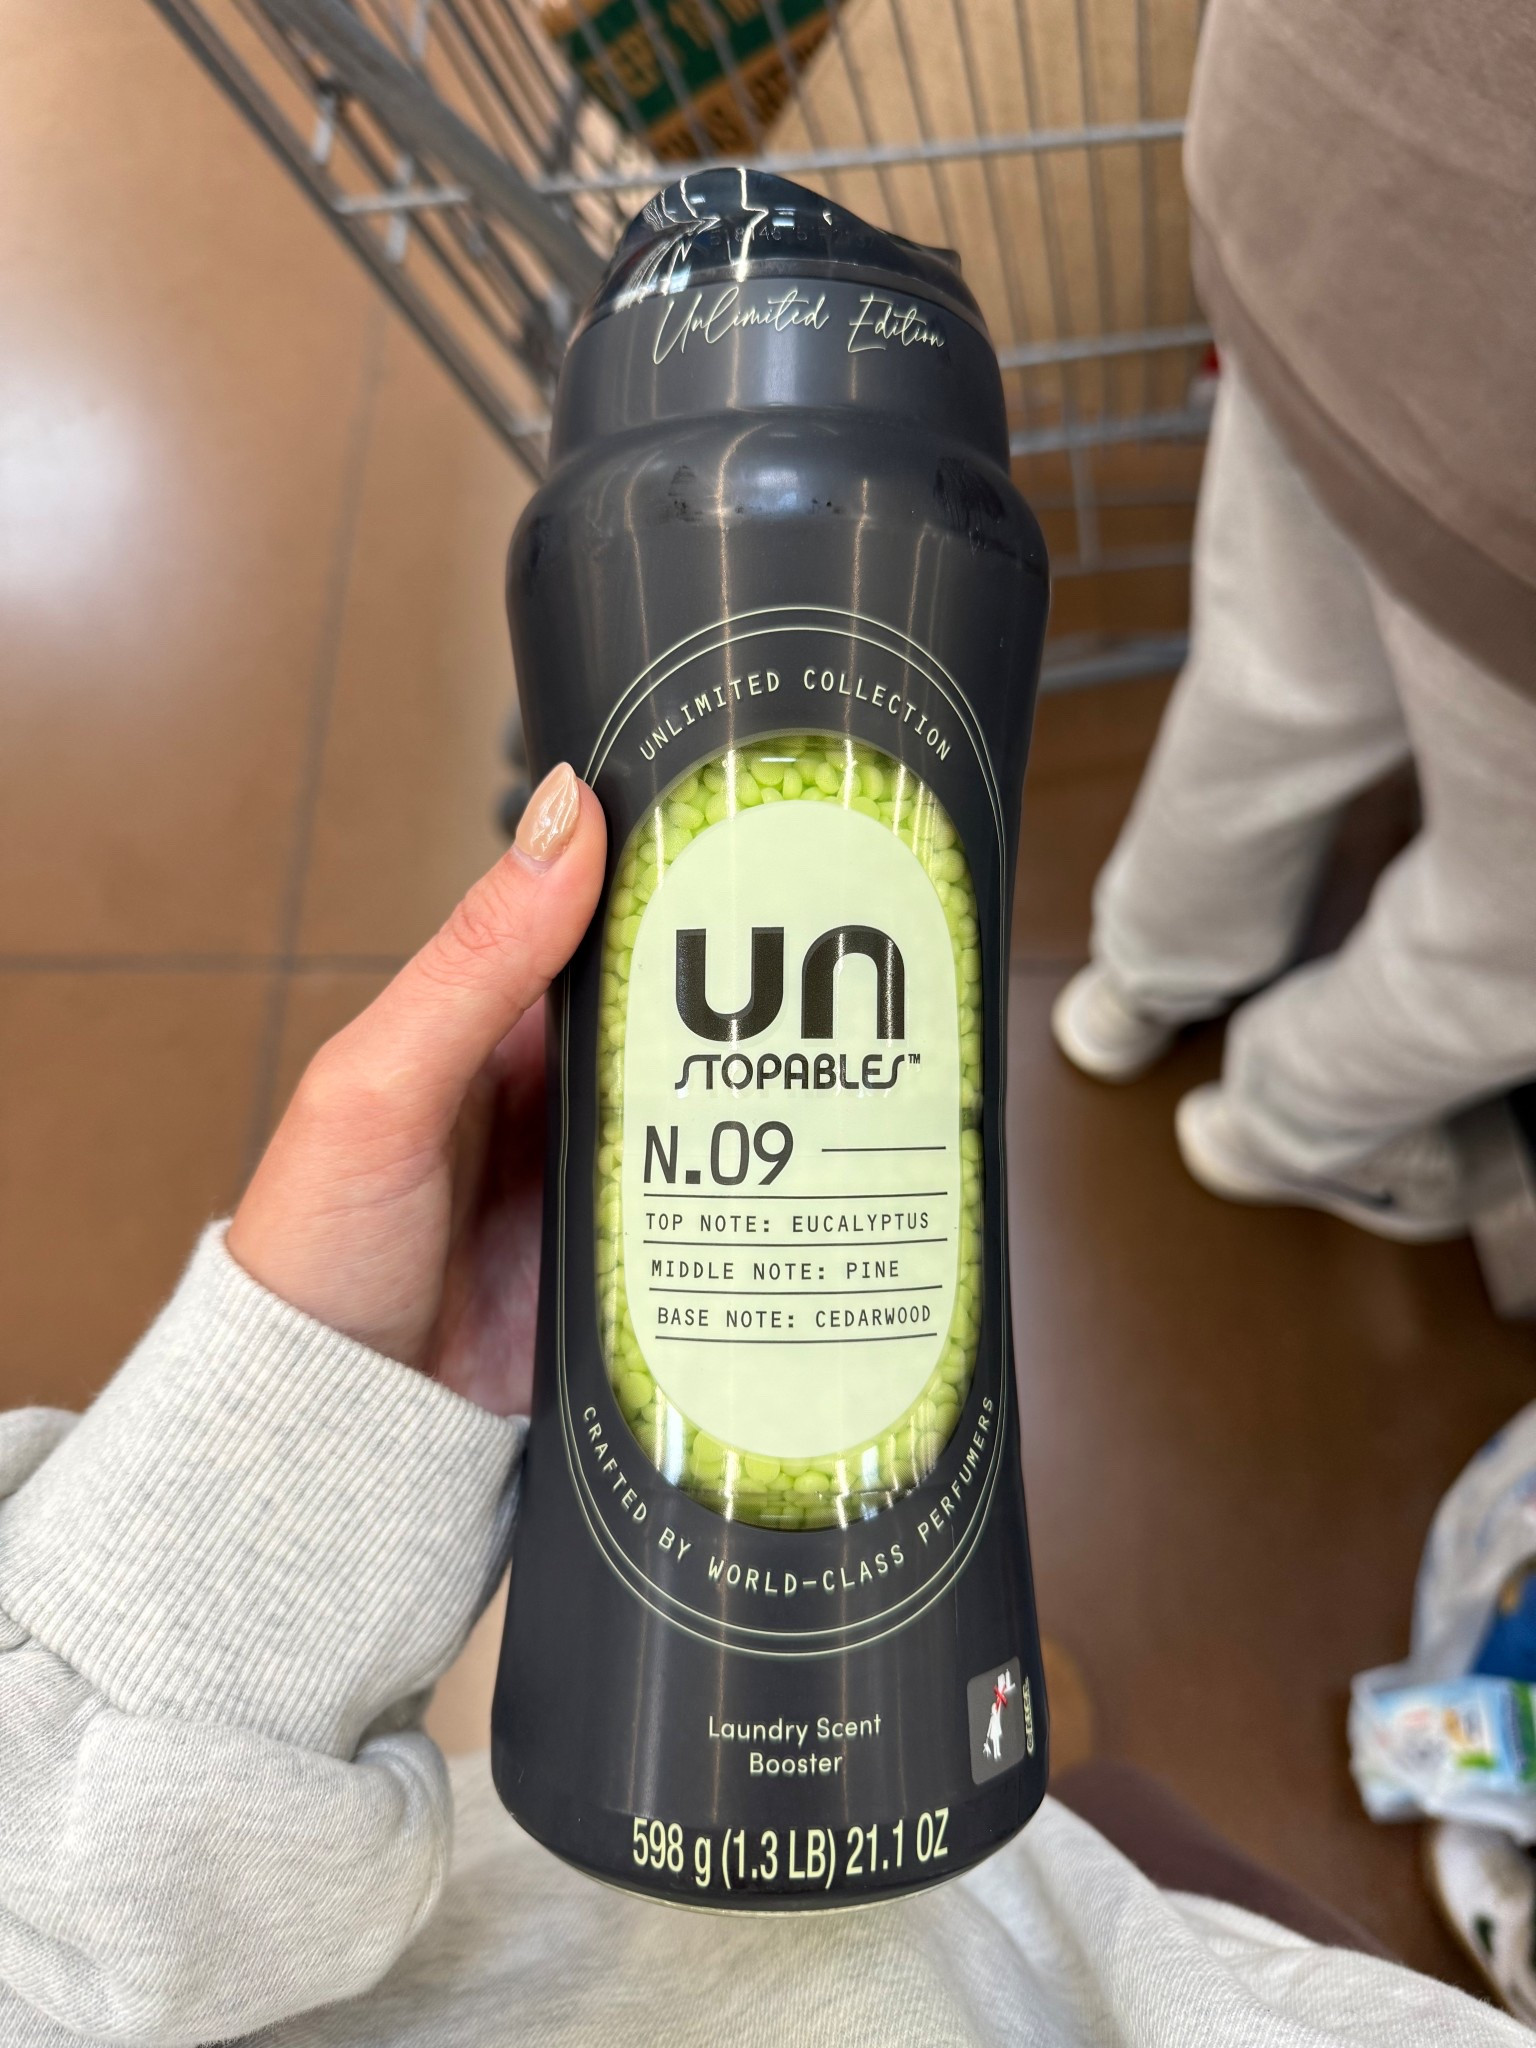 Unlimited Edition
UNLIMITED COLLECTION
un
STOPABLES™
N.09
TOP NOTE: EUCALYPTUS
MIDDLE NOTE: PINE
BASE NOTE: CEDARWOOD
CRAFTED BY WORLD-CLASS PERFUMERS
Laundry Scent
Booster
598 g (1.3 LB) 21.1 OZ